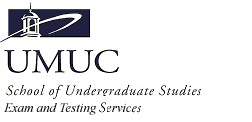 UMUC
School of Undergraduate Studies
Exam and Testing Services